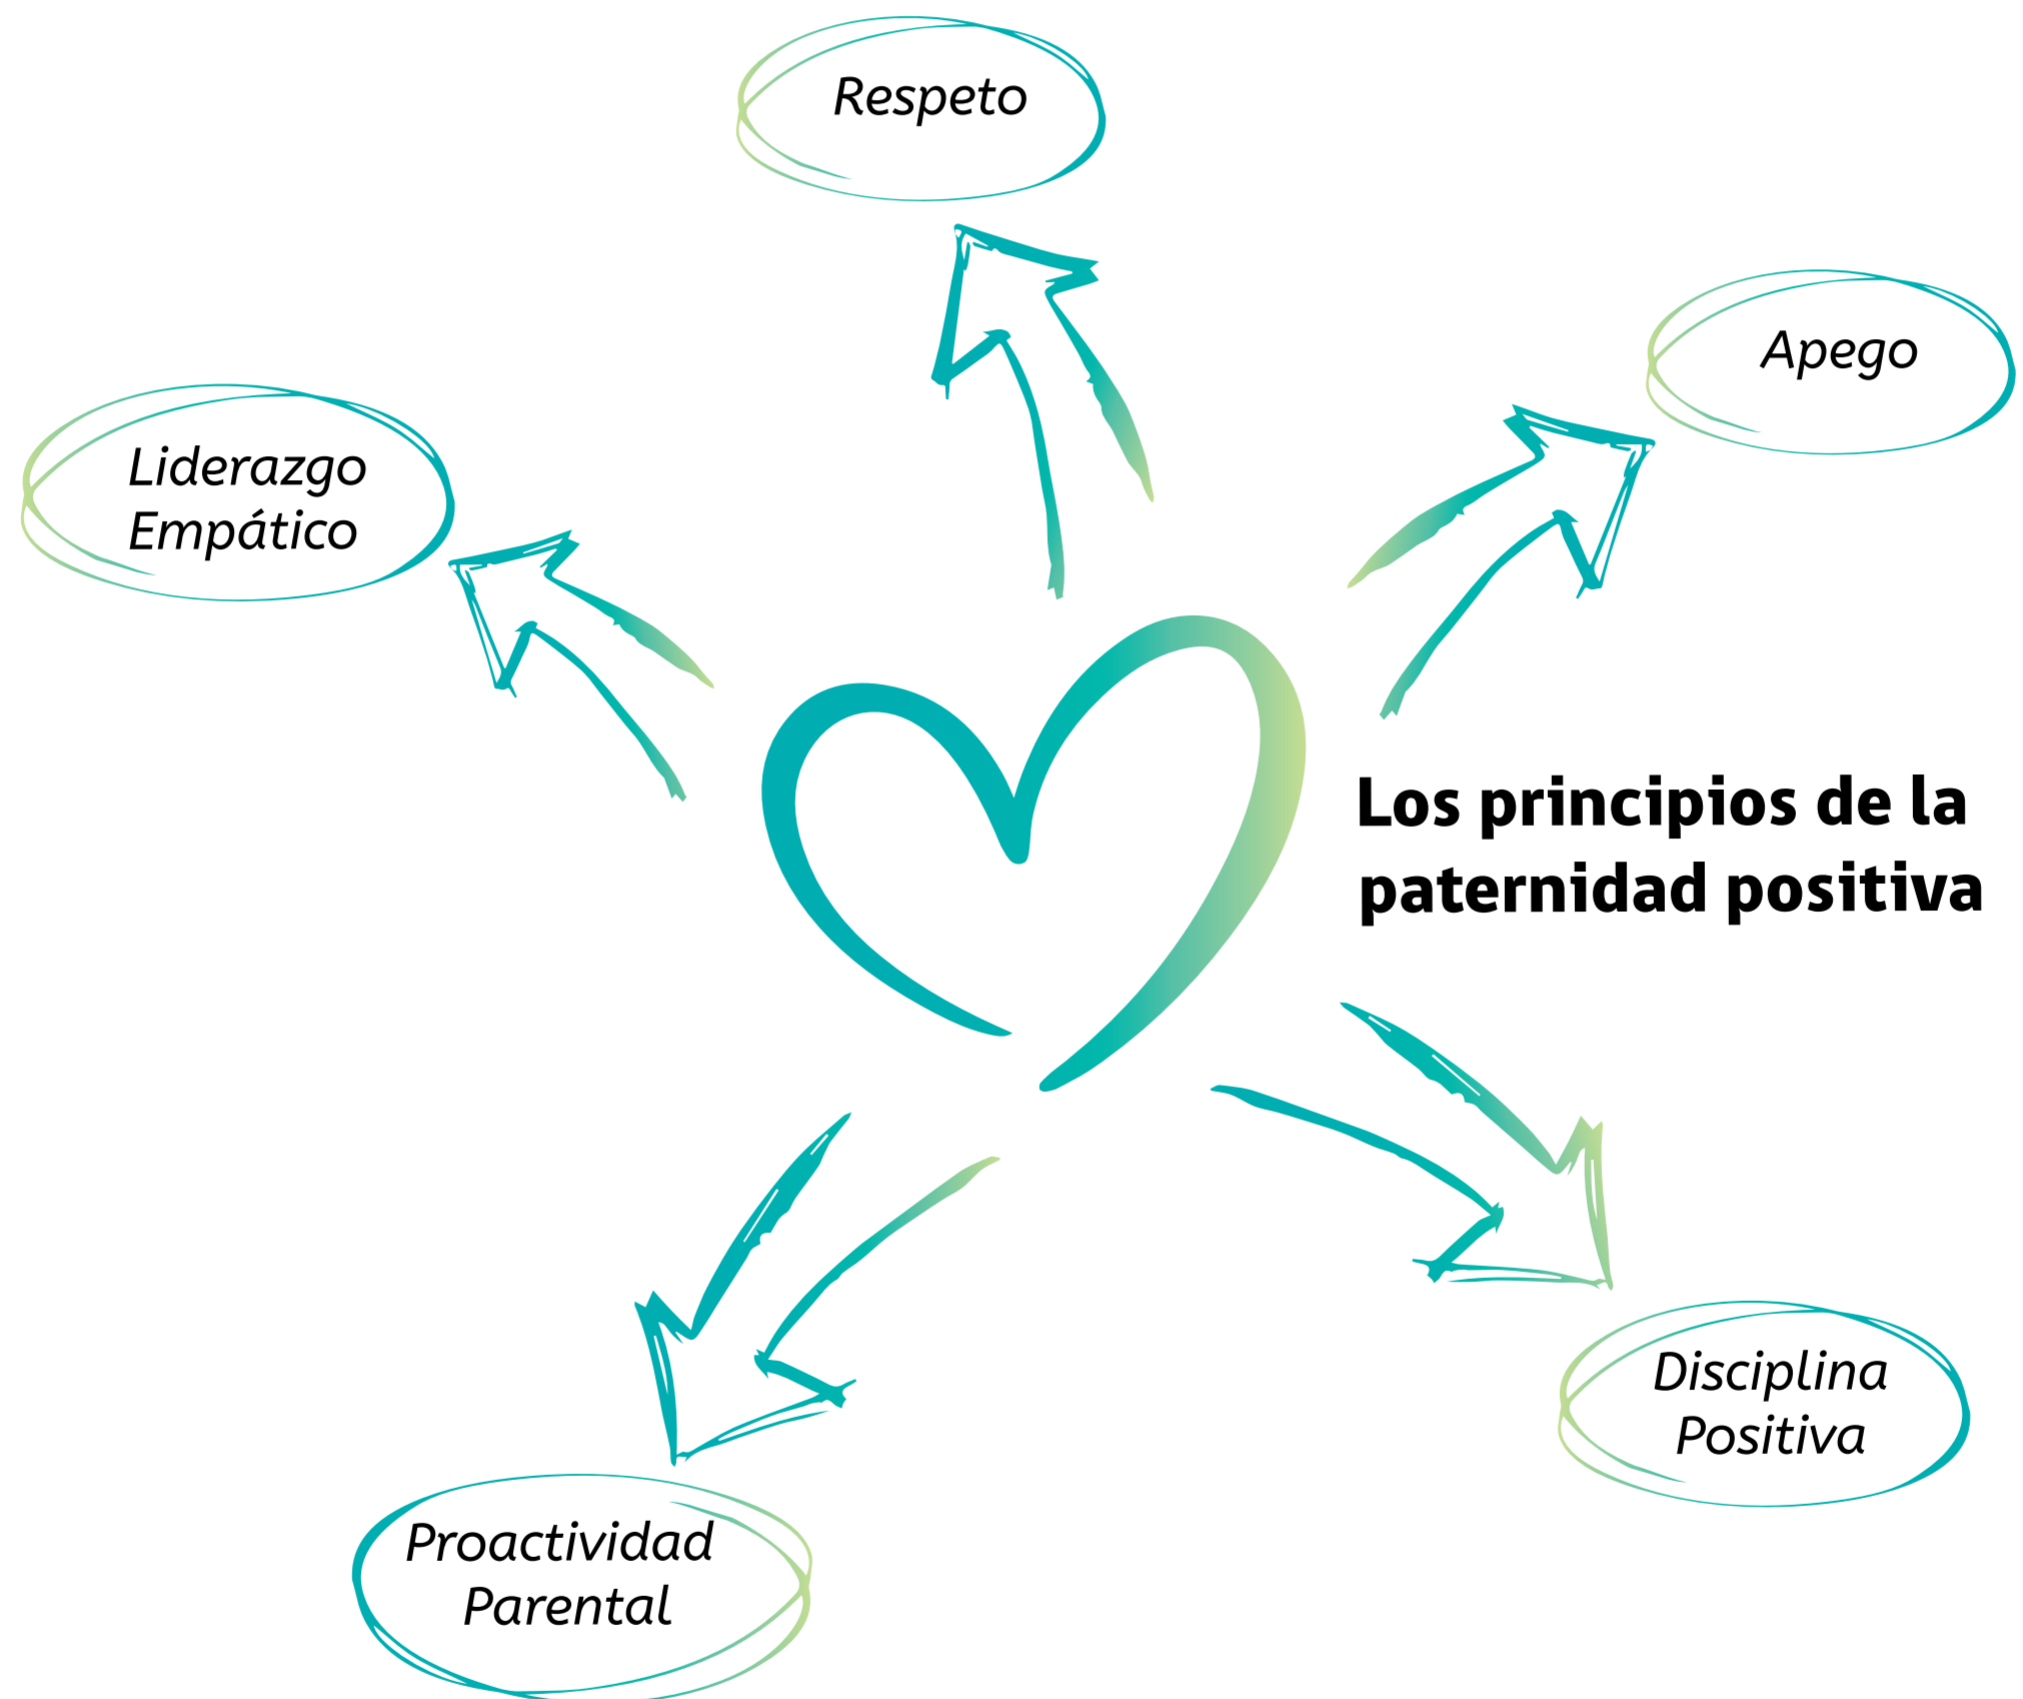 Respeto
Apego
Liderazgo
Empático
Los principios de la
paternidad positiva
Disciplina
Positiva
Proactividad
Parental